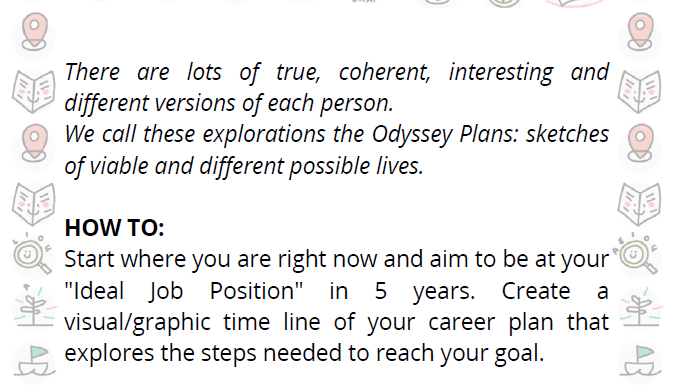 There are lots of true, coherent, interesting and
different versions of each person.
We call these explorations the Odyssey Plans: sketches
of viable and different possible lives.
HOW TO:
Start where you are right now and aim to be at your
"Ideal Job Position" in 5 years. Create a
visual/graphic time line of your career plan that
explores the steps needed to reach your goal.